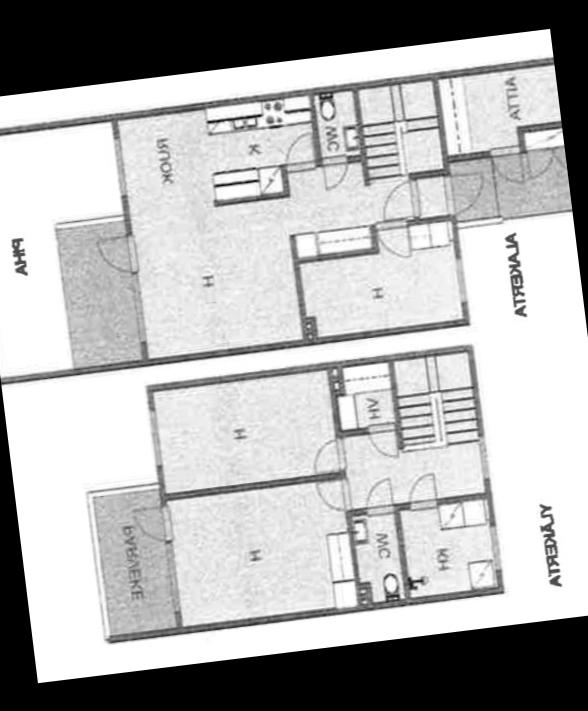 AITTA
WC
K
RUOK
PIHA
H
H
ALAKERTA
VH
H
H
WC
KH
PARVEKE
YLÄKERTA